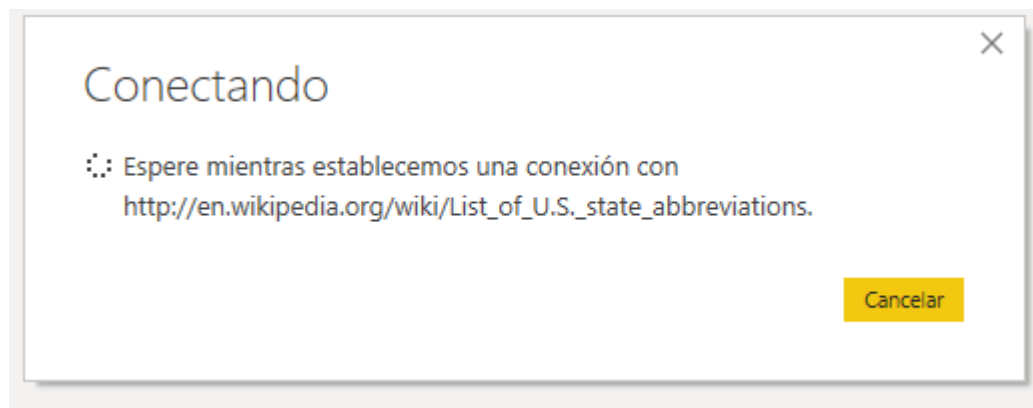 Conectando
Espere mientras establecemos una conexión con
http://en.wikipedia.org/wiki/List_of_U.S._state_abbreviations.
Cancelar